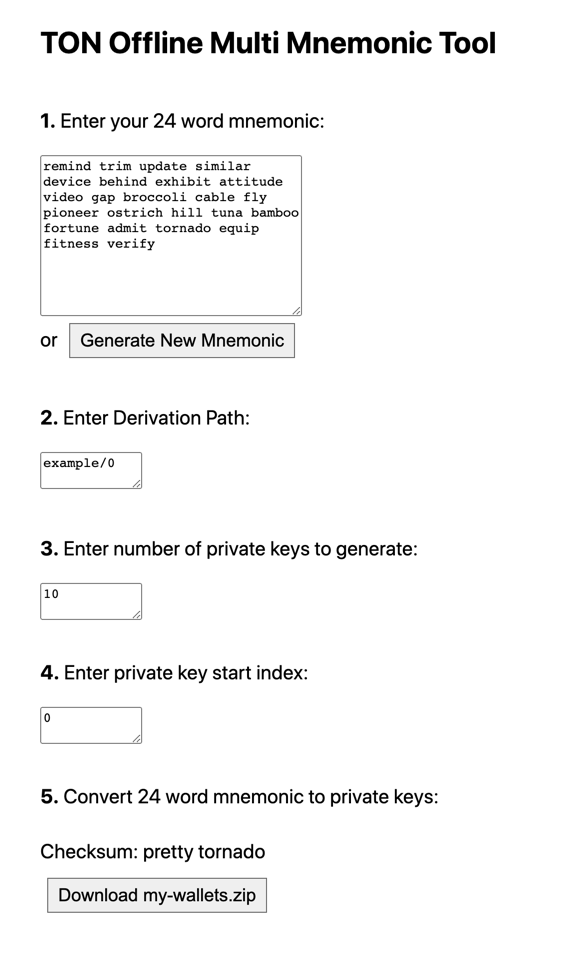 TON Offline Multi Mnemonic Tool
1. Enter your 24 word mnemonic:
remind trim update similar
device behind exhibit attitude
video gap broccoli cable fly
pioneer ostrich hill tuna bamboo
fortune admit tornado equip
fitness verify
or Generate New Mnemonic
2. Enter Derivation Path:
example/0
3. Enter number of private keys to generate:
10
4. Enter private key start index:
0
5. Convert 24 word mnemonic to private keys:
Checksum: pretty tornado
Download my-wallets.zip